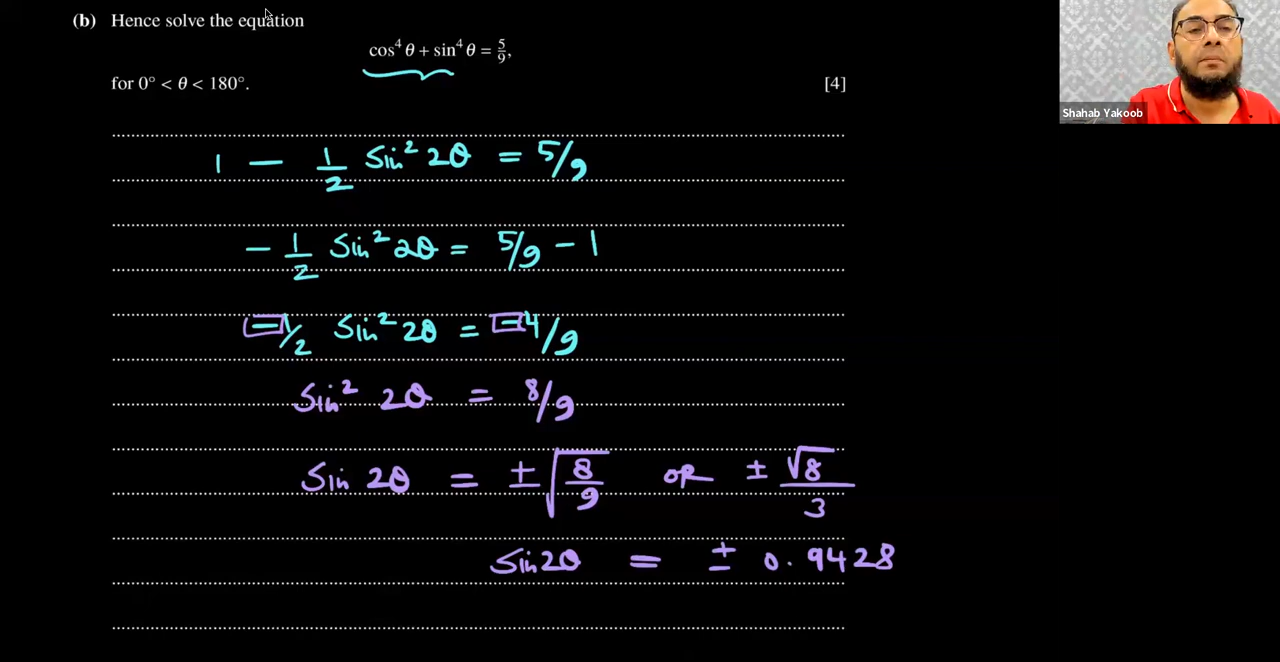 (b) Hence solve the equation
cos⁴ θ + sin⁴ θ = 5/9,
for 0° < θ < 180°. [4]
1 − 1/2 Sin² 2θ = 5/9
− 1/2 Sin² 2θ = 5/9 − 1
−1/2 Sin² 2θ = −4/9
Sin² 2θ = 8/9
Sin 2θ = ±√(8/9) OR ± √8/3
Sin2θ = ± 0.9428
Shahab Yakoob